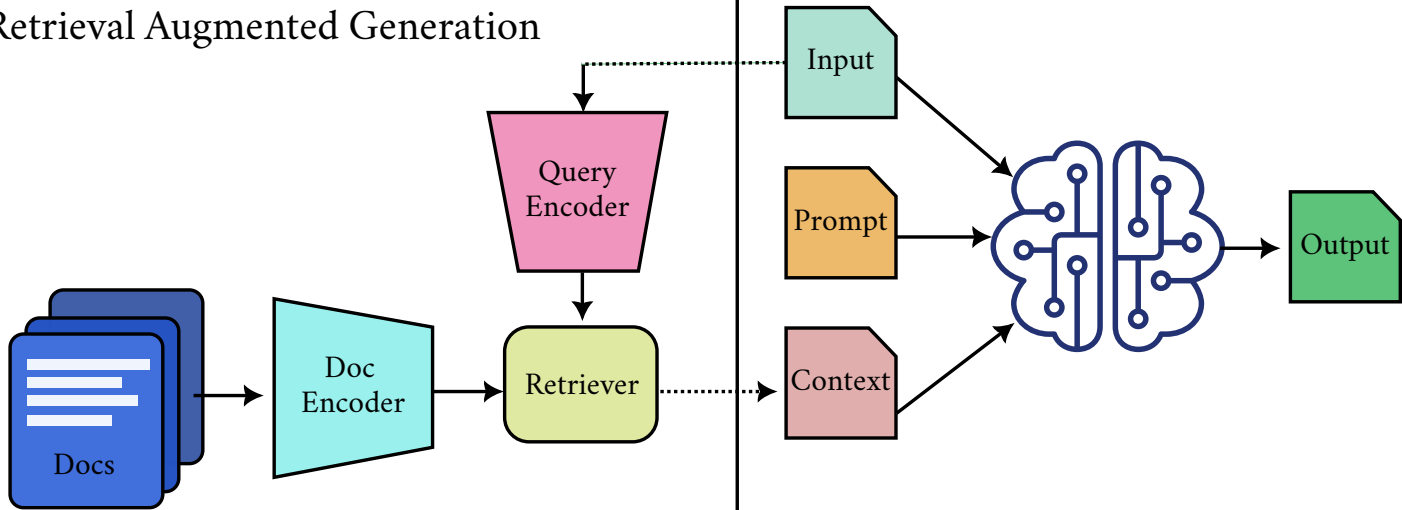 Retrieval Augmented Generation
Input
Query
Encoder
Prompt
Output
Doc
Encoder
Retriever
Context
Docs